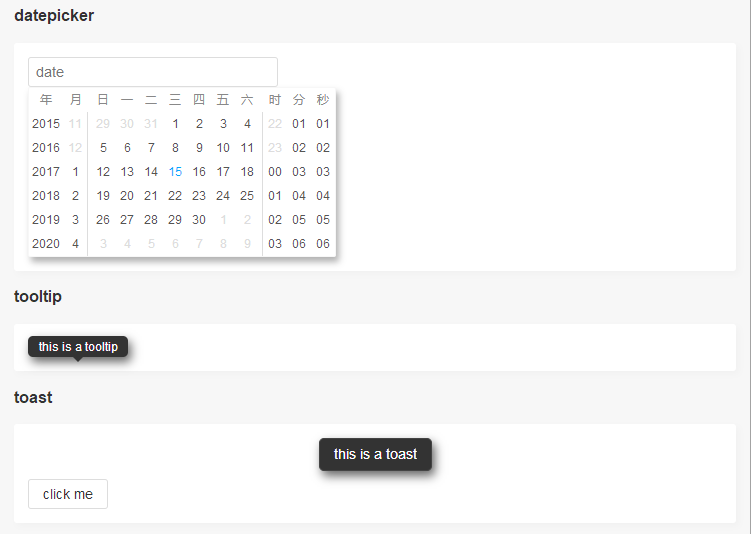 datepicker
date
年 月 日 一 二 三 四 五 六 时 分 秒
2015 11 29 30 31 1 2 3 4 22 01 01
2016 12 5 6 7 8 9 10 11 23 02 02
2017 1 12 13 14 15 16 17 18 00 03 03
2018 2 19 20 21 22 23 24 25 01 04 04
2019 3 26 27 28 29 30 1 2 02 05 05
2020 4 3 4 5 6 7 8 9 03 06 06
tooltip
this is a tooltip
toast
this is a toast
click me